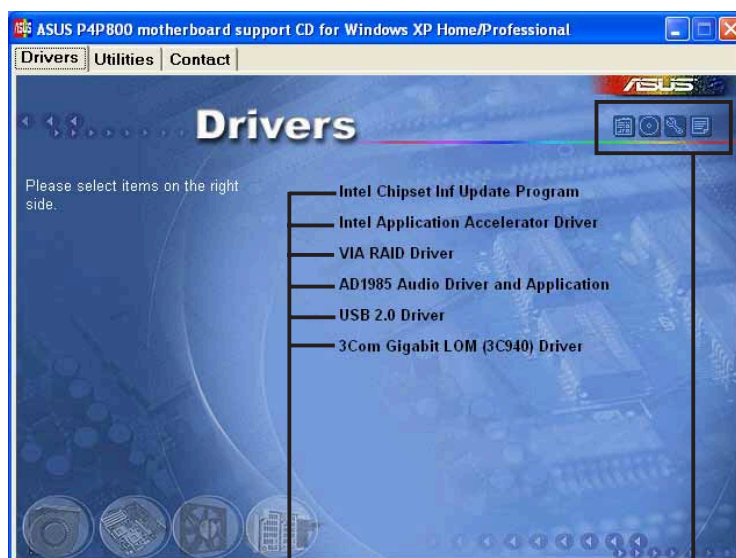 ASUS P4P800 motherboard support CD for Windows XP Home/Professional
Drivers
Utilities
Contact
ASUS
Drivers
Please select items on the right
side.
Intel Chipset Inf Update Program
Intel Application Accelerator Driver
VIA RAID Driver
AD1985 Audio Driver and Application
USB 2.0 Driver
3Com Gigabit LOM (3C940) Driver